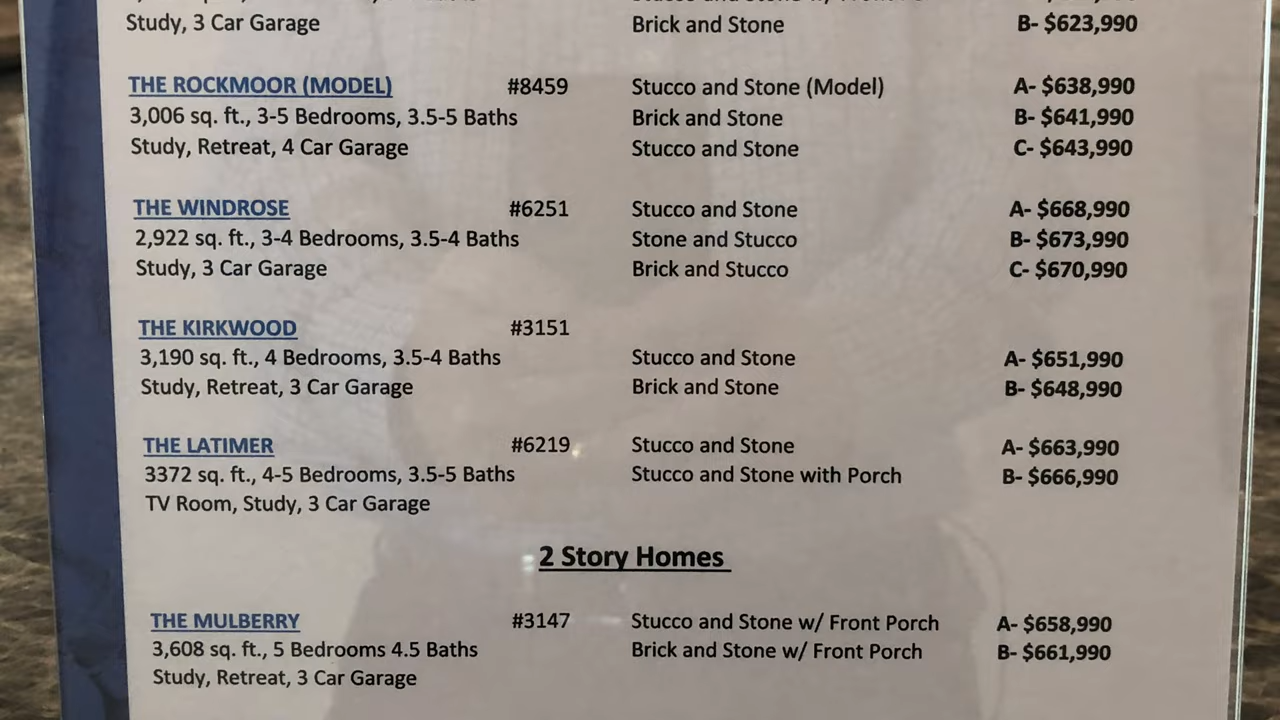 Study, 3 Car Garage Brick and Stone B- $623,990
THE ROCKMOOR (MODEL) #8459 Stucco and Stone (Model) A- $638,990
3,006 sq. ft., 3-5 Bedrooms, 3.5-5 Baths Brick and Stone B- $641,990
Study, Retreat, 4 Car Garage Stucco and Stone C- $643,990
THE WINDROSE #6251 Stucco and Stone A- $668,990
2,922 sq. ft., 3-4 Bedrooms, 3.5-4 Baths Stone and Stucco B- $673,990
Study, 3 Car Garage Brick and Stucco C- $670,990
THE KIRKWOOD #3151
3,190 sq. ft., 4 Bedrooms, 3.5-4 Baths Stucco and Stone A- $651,990
Study, Retreat, 3 Car Garage Brick and Stone B- $648,990
THE LATIMER #6219 Stucco and Stone A- $663,990
3372 sq. ft., 4-5 Bedrooms, 3.5-5 Baths Stucco and Stone with Porch B- $666,990
TV Room, Study, 3 Car Garage
2 Story Homes
THE MULBERRY #3147 Stucco and Stone w/ Front Porch A- $658,990
3,608 sq. ft., 5 Bedrooms 4.5 Baths Brick and Stone w/ Front Porch B- $661,990
Study, Retreat, 3 Car Garage